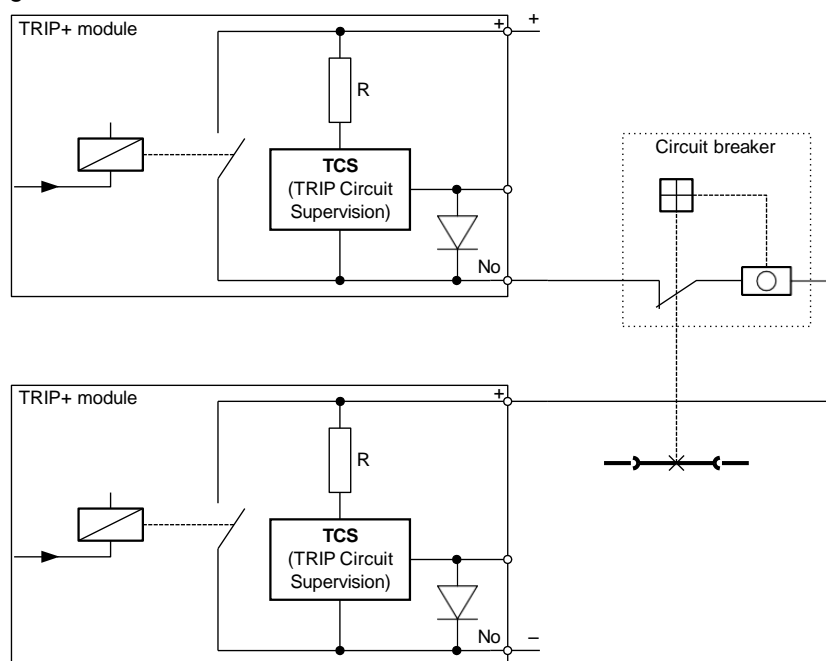 TRIP+ module
+
+
R
TCS
(TRIP Circuit
Supervision)
No
Circuit breaker
TRIP+ module
+
R
TCS
(TRIP Circuit
Supervision)
No
–